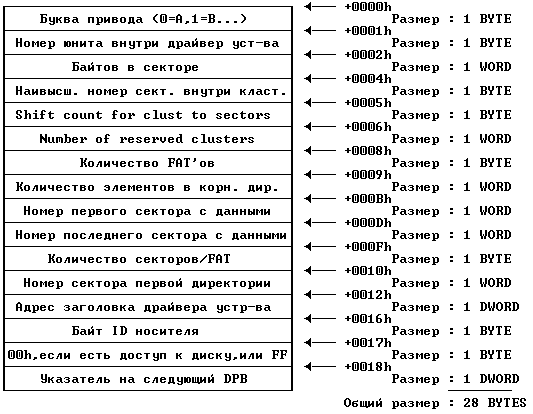 +0000h
Буква привода (0=A,1=B...) Размер : 1 BYTE
+0001h
Номер юнита внутри драйвер уст-ва Размер : 1 BYTE
+0002h
Байтов в секторе Размер : 1 WORD
+0004h
Наивысш. номер сект. внутри класт. Размер : 1 BYTE
+0005h
Shift count for clust to sectors Размер : 1 BYTE
+0006h
Number of reserved clusters Размер : 1 WORD
+0008h
Количество FAT'ов Размер : 1 BYTE
+0009h
Количество элементов в корн. дир. Размер : 1 WORD
+000Bh
Номер первого сектора с данными Размер : 1 WORD
+000Dh
Номер последнего сектора с данными Размер : 1 WORD
+000Fh
Количество секторов/FAT Размер : 1 BYTE
+0010h
Номер сектора первой директории Размер : 1 WORD
+0012h
Адрес заголовка драйвера устр-ва Размер : 1 DWORD
+0016h
Байт ID носителя Размер : 1 BYTE
+0017h
00h,если есть доступ к диску,или FF Размер : 1 BYTE
+0018h
Указатель на следующий DPB Размер : 1 DWORD
Общий размер : 28 BYTES